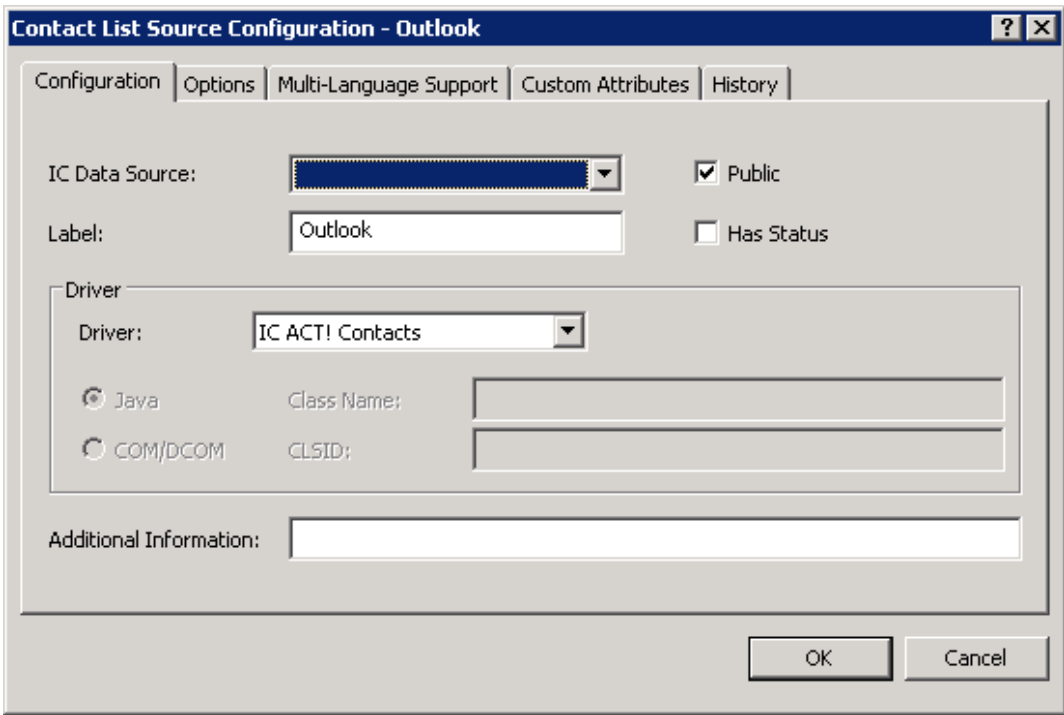 Contact List Source Configuration - Outlook
Configuration Options Multi-Language Support Custom Attributes History
IC Data Source: Public
Label: Outlook Has Status
Driver
Driver: IC ACT! Contacts
Java Class Name:
COM/DCOM CLSID:
Additional Information:
OK Cancel